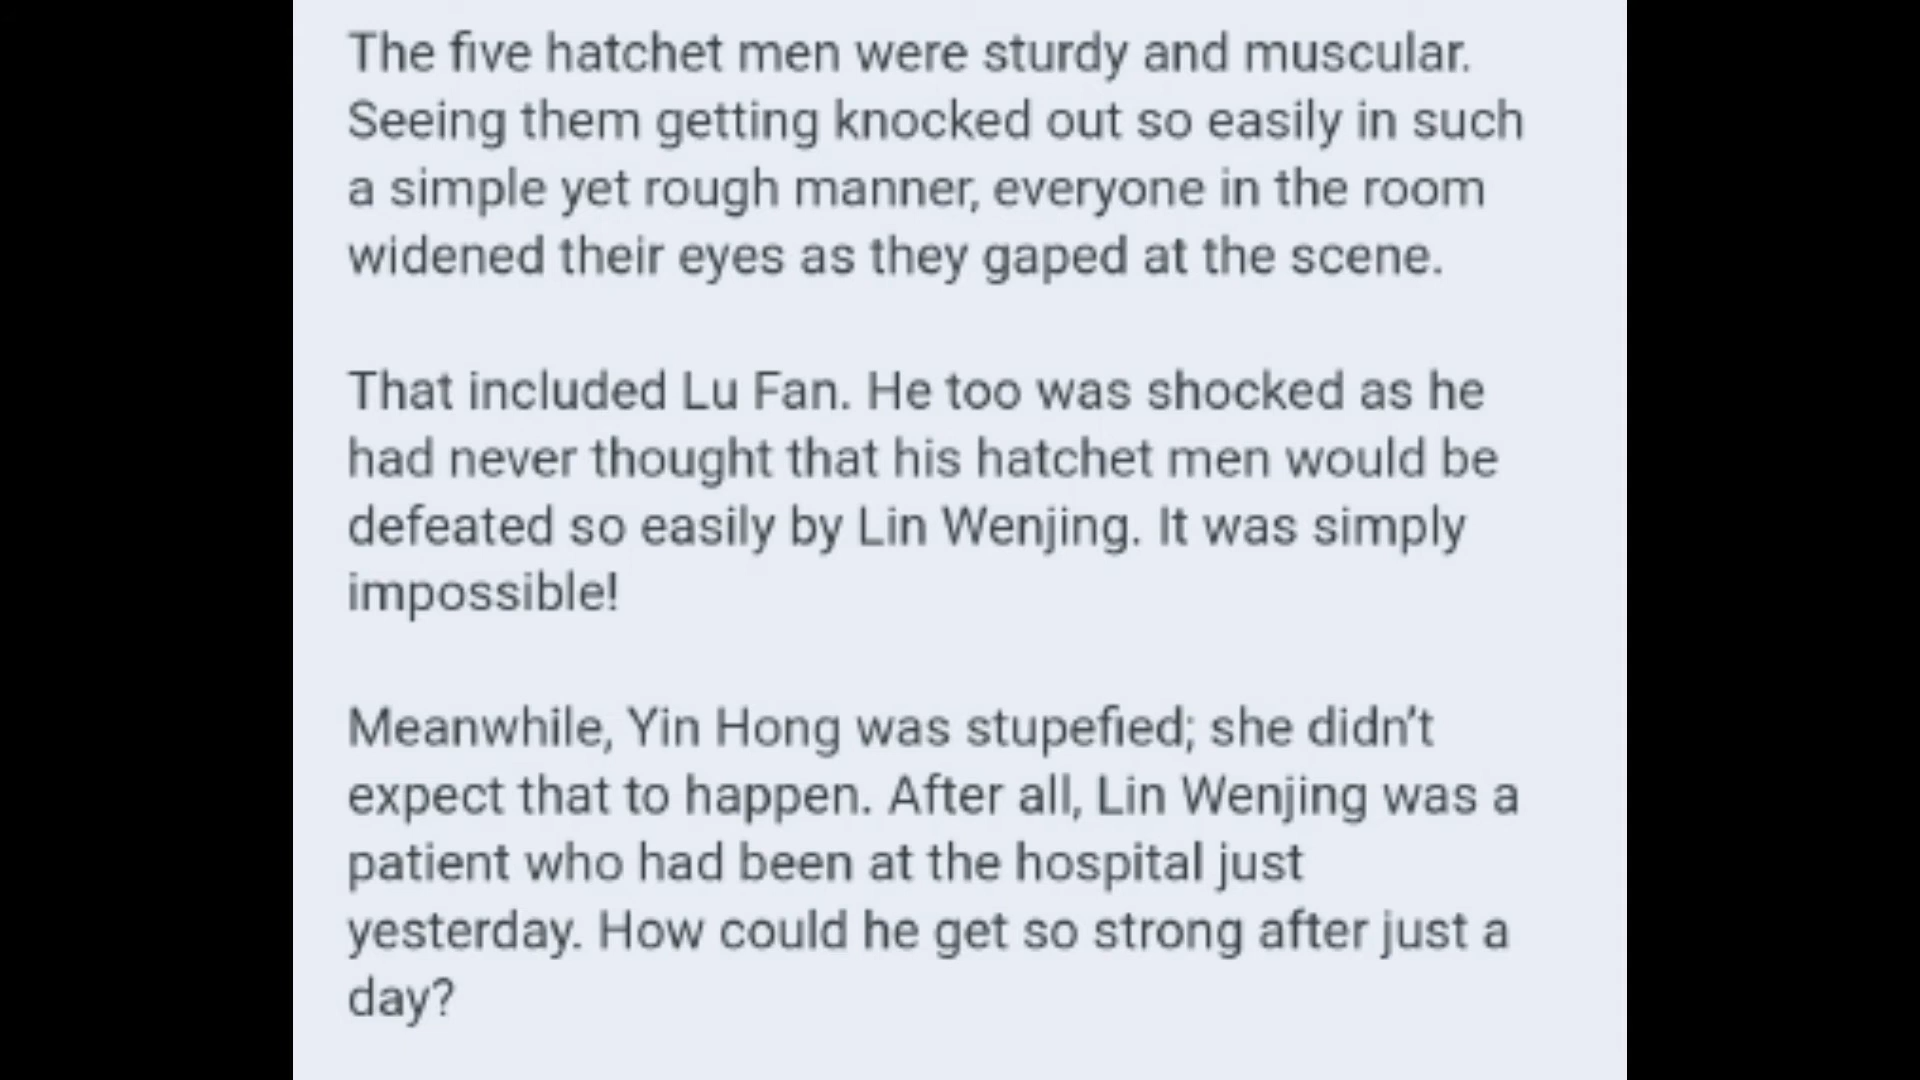 The five hatchet men were sturdy and muscular.
Seeing them getting knocked out so easily in such
a simple yet rough manner, everyone in the room
widened their eyes as they gaped at the scene.
That included Lu Fan. He too was shocked as he
had never thought that his hatchet men would be
defeated so easily by Lin Wenjing. It was simply
impossible!
Meanwhile, Yin Hong was stupefied; she didn’t
expect that to happen. After all, Lin Wenjing was a
patient who had been at the hospital just
yesterday. How could he get so strong after just a
day?